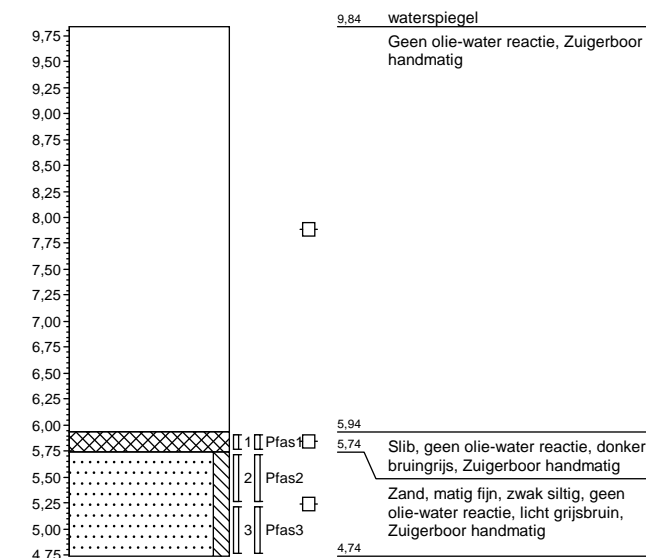 9,84 waterspiegel
Geen olie-water reactie, Zuigerboor
handmatig
9,75
9,50
9,25
9,00
8,75
8,50
8,25
8,00
7,75
7,50
7,25
7,00
6,75
6,50
6,25
6,00
5,75
5,50
5,25
5,00
4,75
1 Pfas1
2 Pfas2
3 Pfas3
5,94
5,74 Slib, geen olie-water reactie, donker
bruingrijs, Zuigerboor handmatig
Zand, matig fijn, zwak siltig, geen
olie-water reactie, licht grijsbruin,
Zuigerboor handmatig
4,74